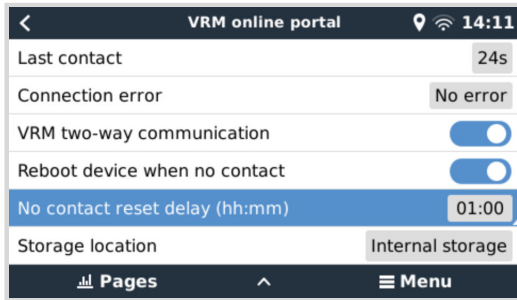 VRM online portal 14:11
Last contact 24s
Connection error No error
VRM two-way communication
Reboot device when no contact
No contact reset delay (hh:mm) 01:00
Storage location Internal storage
Pages Menu